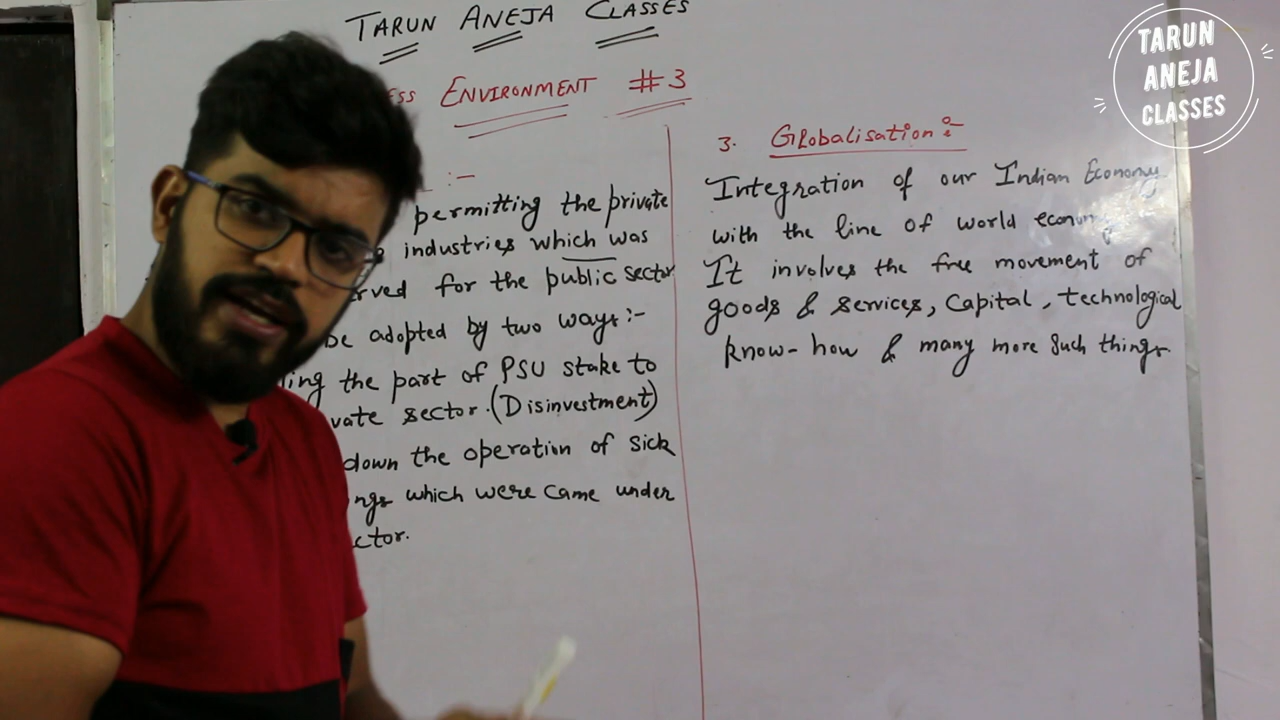 TARUN ANEJA CLASSES
ESS ENVIRONMENT #3
:-
permitting the private
industries which was
rved for the public sector
be adopted by two ways:-
ling the part of PSU stake to
vate sector. (Disinvestment)
down the operation of sick
ngs which were came under
ctor.
3. Globalisation :
Integration of our Indian Economy
with the line of world econ
It involves the free movement of
goods & services, Capital, technological
know-how & many more such things.
TARUN
ANEJA
CLASSES